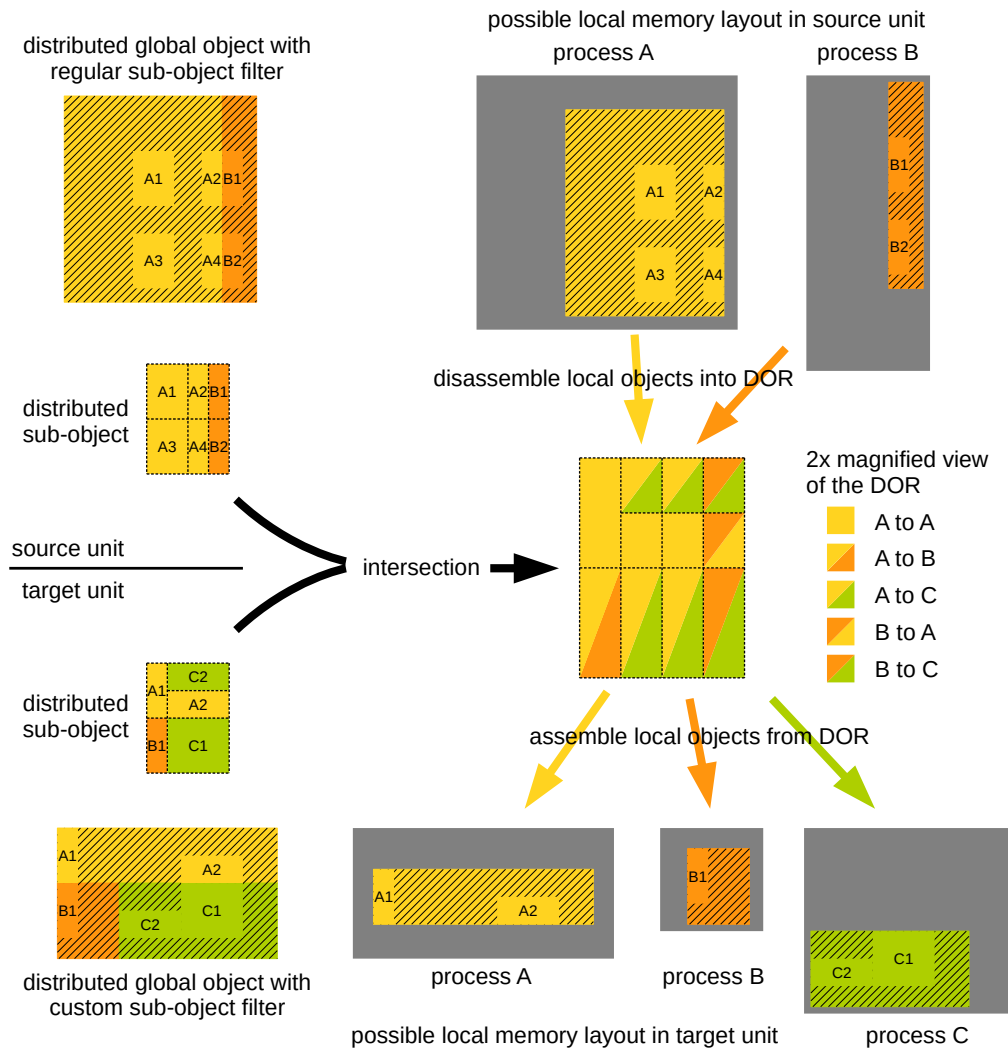 possible local memory layout in source unit
distributed global object with
regular sub-object filter
process A
process B
A1
A2
B1
A3
A4
B2
A1
A2
A3
A4
B1
B2
disassemble local objects into DOR
distributed
sub-object
A1
A2
B1
A3
A4
B2
2x magnified view
of the DOR
A to A
A to B
A to C
B to A
B to C
source unit
target unit
intersection
distributed
sub-object
A1
C2
A2
B1
C1
assemble local objects from DOR
A1
A2
B1
C2
C1
distributed global object with
custom sub-object filter
A1
A2
B1
C2
C1
process A
process B
process C
possible local memory layout in target unit